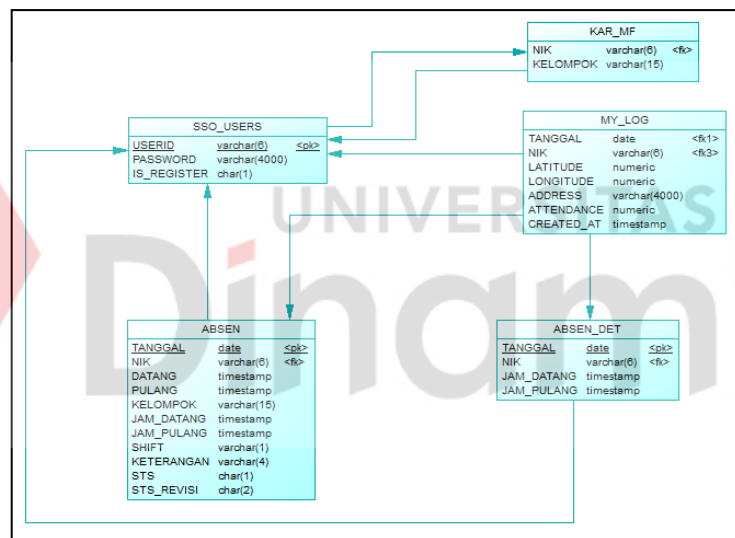 KAR_MF
NIK varchar(6) <fk>
KELOMPOK varchar(15)
SSO_USERS
USERID varchar(6) <pk>
PASSWORD varchar(4000)
IS_REGISTER char(1)
MY_LOG
TANGGAL date <fk1>
NIK varchar(6) <fk3>
LATITUDE numeric
LONGITUDE numeric
ADDRESS varchar(4000)
ATTENDANCE numeric
CREATED_AT timestamp
UNIVERSITAS
Dinam
ABSEN
TANGGAL date <pk>
NIK varchar(6) <fk>
DATANG timestamp
PULANG timestamp
KELOMPOK varchar(15)
JAM_DATANG timestamp
JAM_PULANG timestamp
SHIFT varchar(1)
KETERANGAN varchar(4)
STS char(1)
STS_REVISI char(2)
ABSEN_DET
TANGGAL date <pk>
NIK varchar(6) <fk>
JAM_DATANG timestamp
JAM_PULANG timestamp